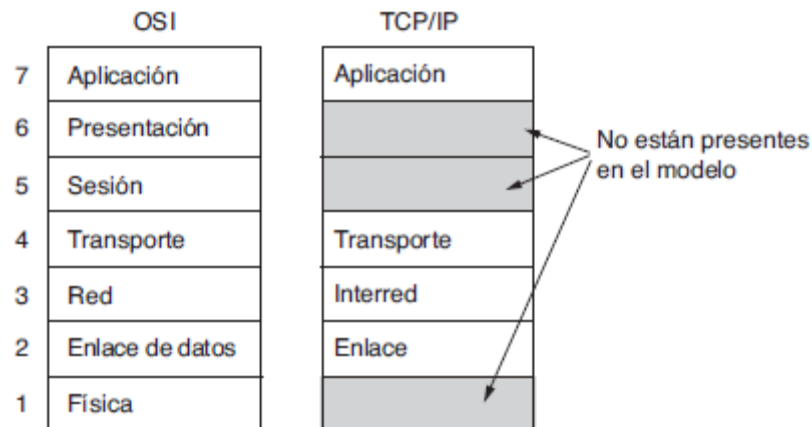 OSI TCP/IP
7 Aplicación Aplicación
6 Presentación
5 Sesión
4 Transporte Transporte
3 Red Interred
2 Enlace de datos Enlace
1 Física
No están presentes
en el modelo